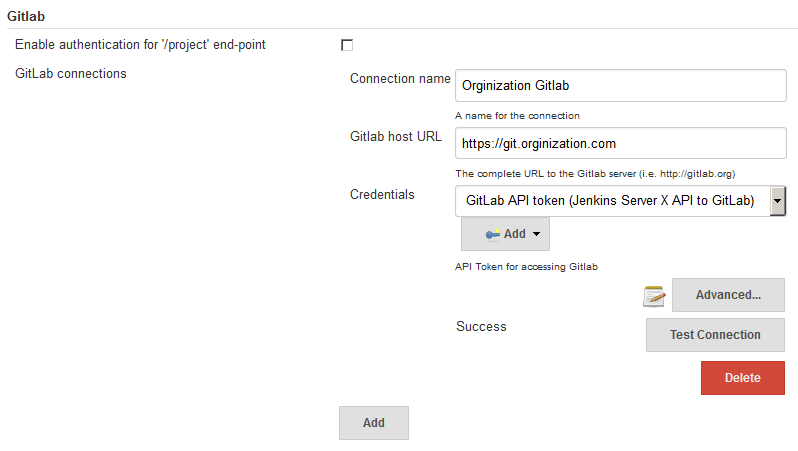 Gitlab
Enable authentication for '/project' end-point
GitLab connections
Connection name
Orginization Gitlab
A name for the connection
Gitlab host URL
https://git.orginization.com
The complete URL to the Gitlab server (i.e. http://gitlab.org)
Credentials
GitLab API token (Jenkins Server X API to GitLab)
Add
API Token for accessing Gitlab
Advanced...
Success
Test Connection
Delete
Add